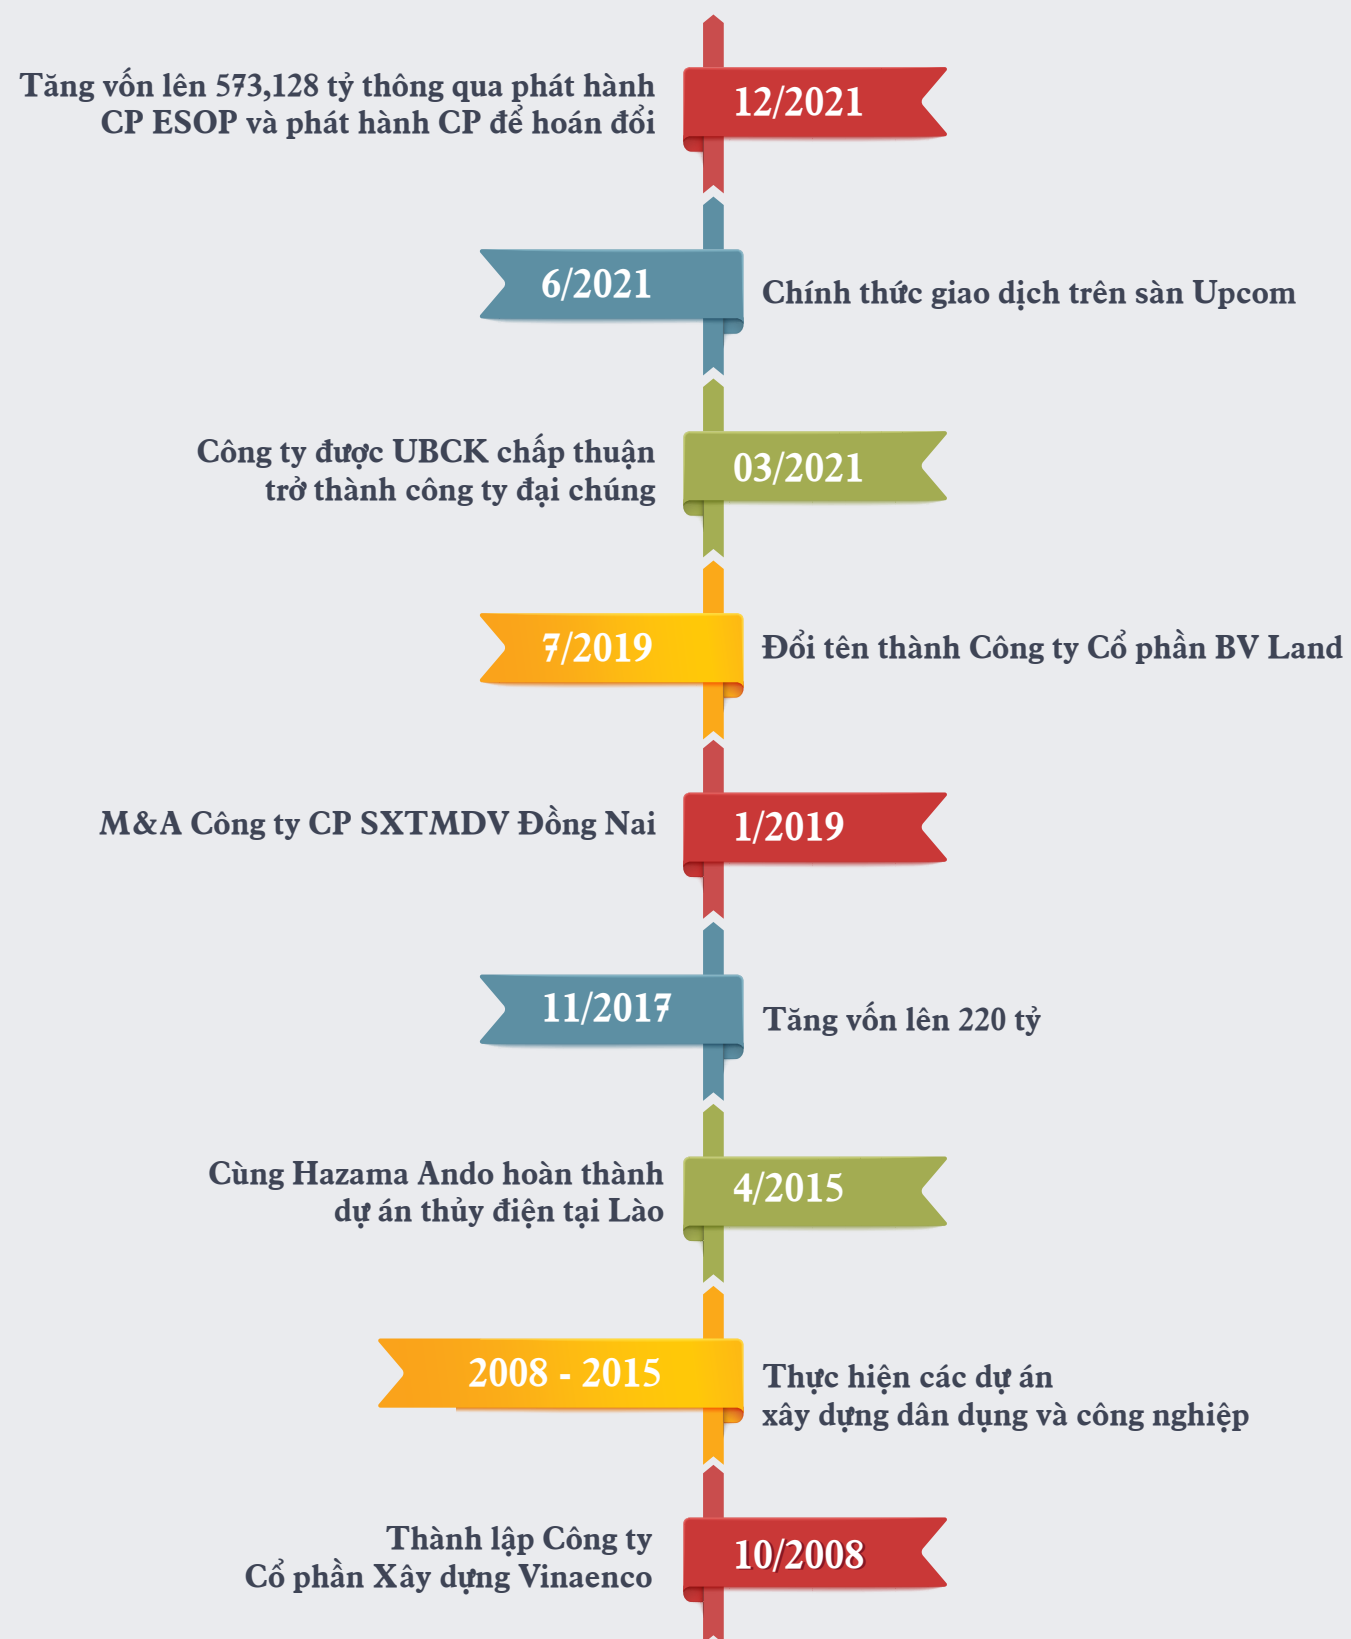 Tăng vốn lên 573,128 tỷ thông qua phát hành
CP ESOP và phát hành CP để hoán đổi
12/2021
6/2021
Chính thức giao dịch trên sàn Upcom
Công ty được UBCK chấp thuận
trở thành công ty đại chúng
03/2021
7/2019
Đổi tên thành Công ty Cổ phần BV Land
M&A Công ty CP SXTMDV Đồng Nai
1/2019
11/2017
Tăng vốn lên 220 tỷ
Cùng Hazama Ando hoàn thành
dự án thủy điện tại Lào
4/2015
2008 - 2015
Thực hiện các dự án
xây dựng dân dụng và công nghiệp
Thành lập Công ty
Cổ phần Xây dựng Vinaenco
10/2008